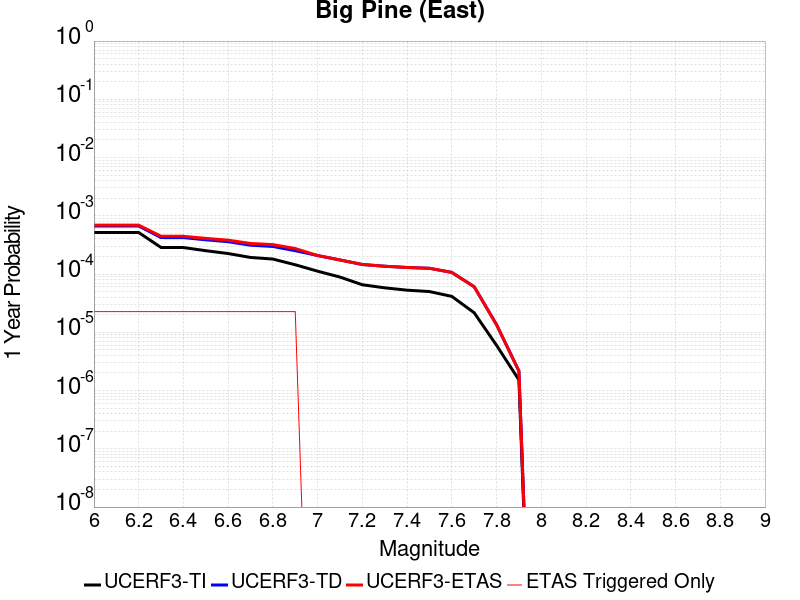 Big Pine (East)
10^0
10^-1
10^-2
10^-3
10^-4
10^-5
10^-6
10^-7
10^-8
1 Year Probability
6 6.2 6.4 6.6 6.8 7 7.2 7.4 7.6 7.8 8 8.2 8.4 8.6 8.8 9
Magnitude
UCERF3-TI UCERF3-TD UCERF3-ETAS ETAS Triggered Only